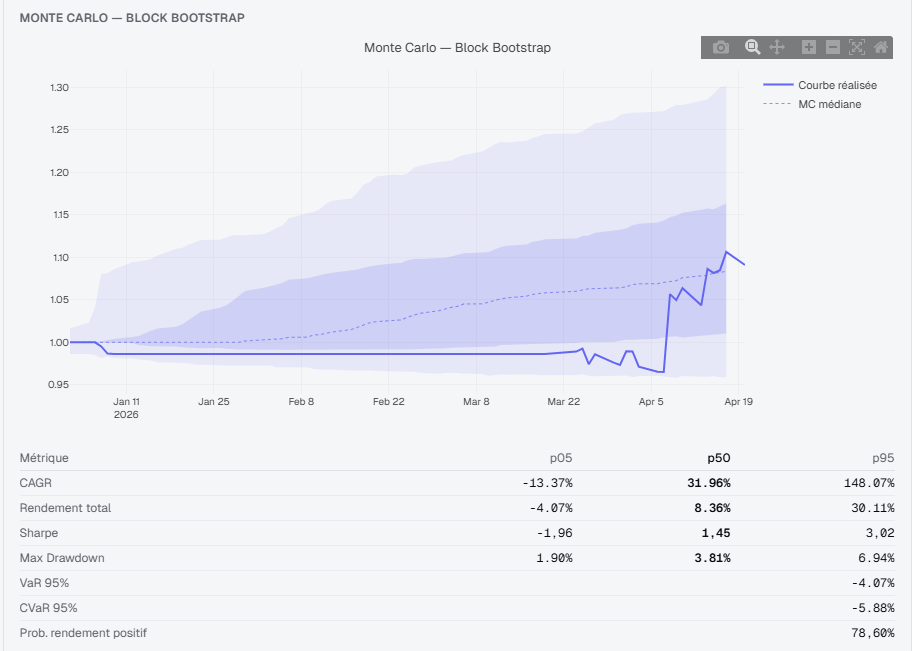 MONTE CARLO — BLOCK BOOTSTRAP
Monte Carlo — Block Bootstrap
Courbe réalisée
MC médiane
1.30
1.25
1.20
1.15
1.10
1.05
1.00
0.95
Jan 11 Jan 25 Feb 8 Feb 22 Mar 8 Mar 22 Apr 5 Apr 19
2026
Métrique p05 p50 p95
CAGR -13.37% 31.96% 148.07%
Rendement total -4.07% 8.36% 30.11%
Sharpe -1,96 1,45 3,02
Max Drawdown 1.90% 3.81% 6.94%
VaR 95% -4.07%
CVaR 95% -5.88%
Prob. rendement positif 78,60%